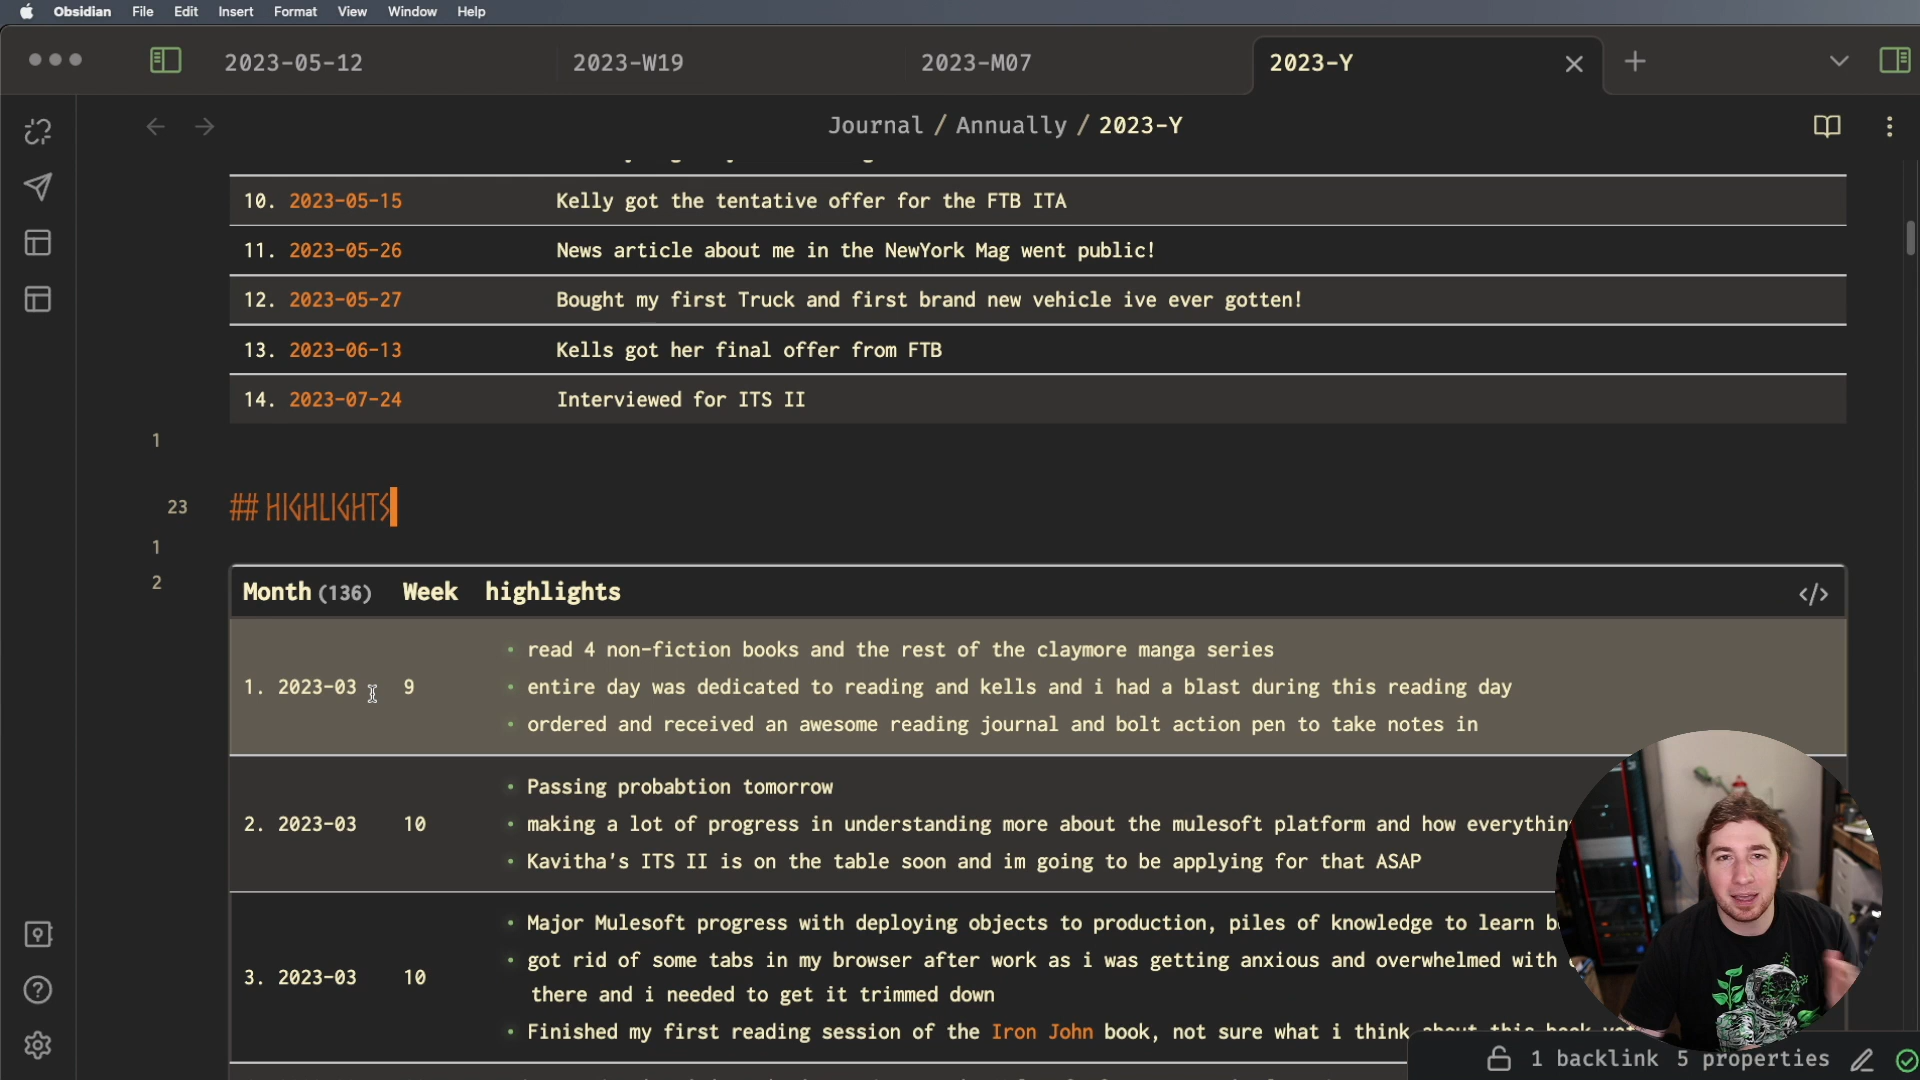 Obsidian File Edit Insert Format View Window Help
2023-05-12 2023-W19 2023-M07 2023-Y
Journal / Annually / 2023-Y
10. 2023-05-15 Kelly got the tentative offer for the FTB ITA
11. 2023-05-26 News article about me in the NewYork Mag went public!
12. 2023-05-27 Bought my first Truck and first brand new vehicle ive ever gotten!
13. 2023-06-13 Kells got her final offer from FTB
14. 2023-07-24 Interviewed for ITS II
1
23 ## HIGHLIGHTS
1
2
Month (136) Week highlights </>
• read 4 non-fiction books and the rest of the claymore manga series
1. 2023-03 9 • entire day was dedicated to reading and kells and i had a blast during this reading day
• ordered and received an awesome reading journal and bolt action pen to take notes in
• Passing probabtion tomorrow
2. 2023-03 10 • making a lot of progress in understanding more about the mulesoft platform and how everythin
• Kavitha's ITS II is on the table soon and im going to be applying for that ASAP
• Major Mulesoft progress with deploying objects to production, piles of knowledge to learn b
• got rid of some tabs in my browser after work as i was getting anxious and overwhelmed with
3. 2023-03 10
there and i needed to get it trimmed down
• Finished my first reading session of the Iron John book, not sure what i think about this book
1 backlink 5 properties